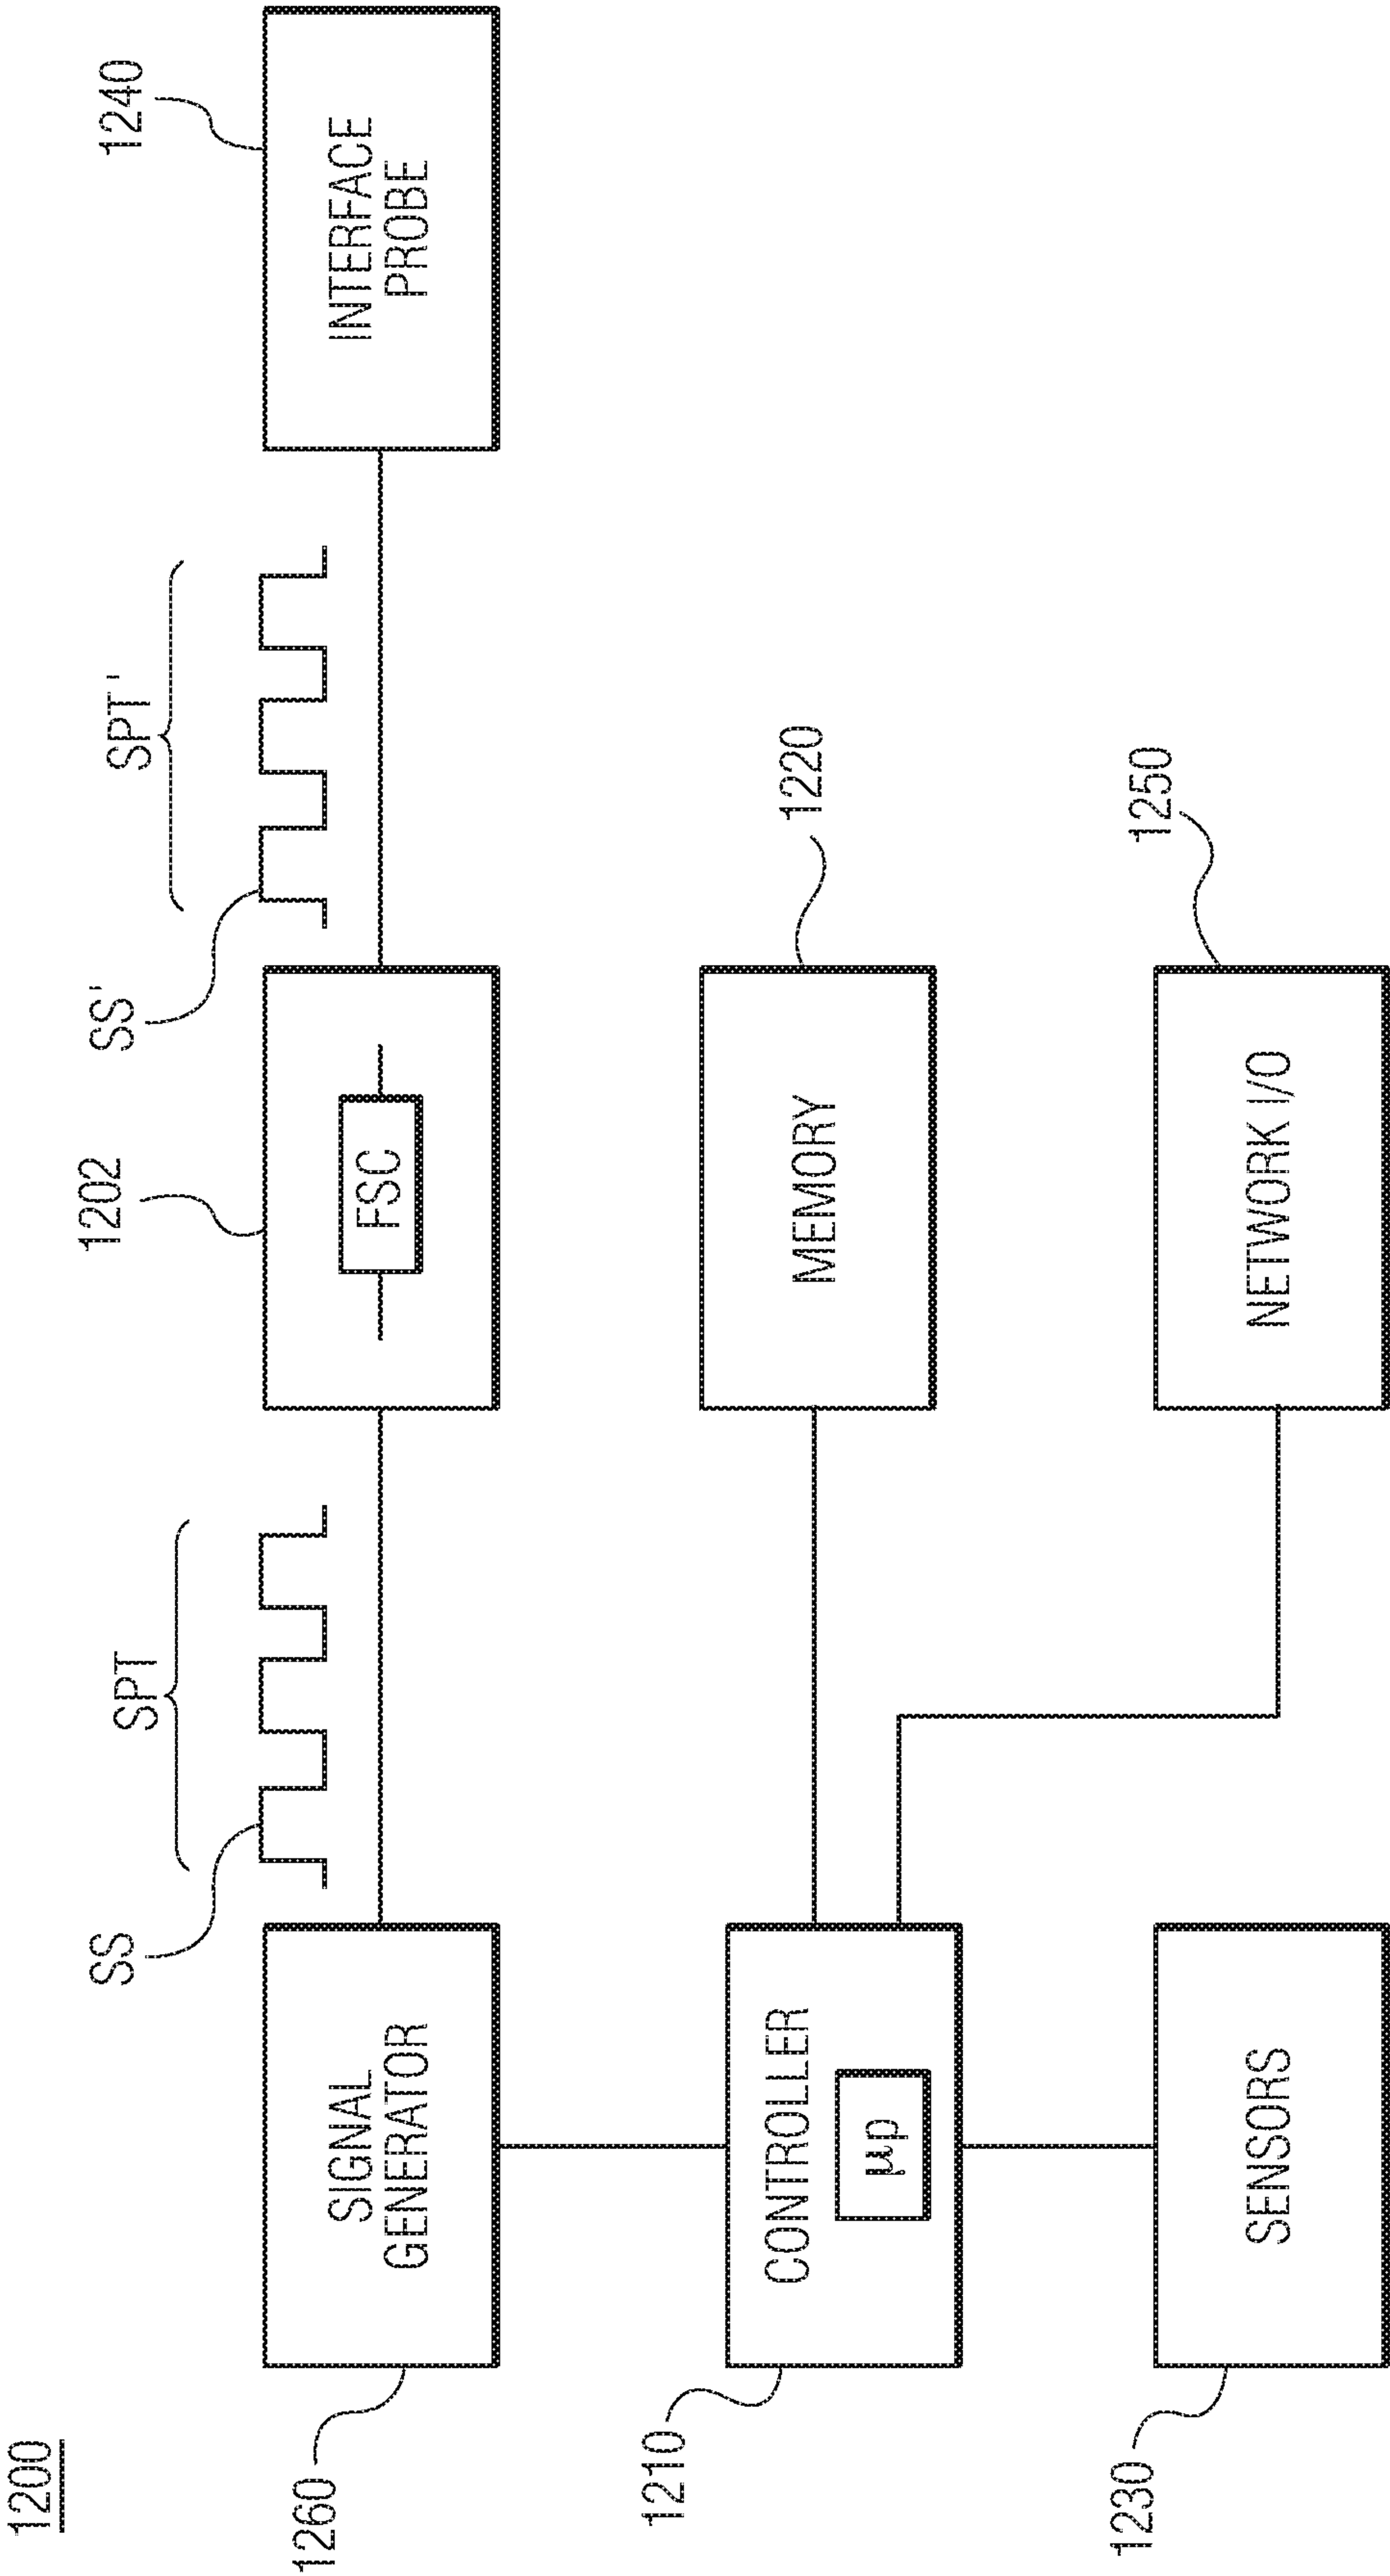 1200
SS
SPT
SS'
SPT'
1240
1260
SIGNAL
GENERATOR
1202
FSC
INTERFACE
PROBE
1210
CONTROLLER
μp
MEMORY
1220
1230
SENSORS
NETWORK I/O
1250